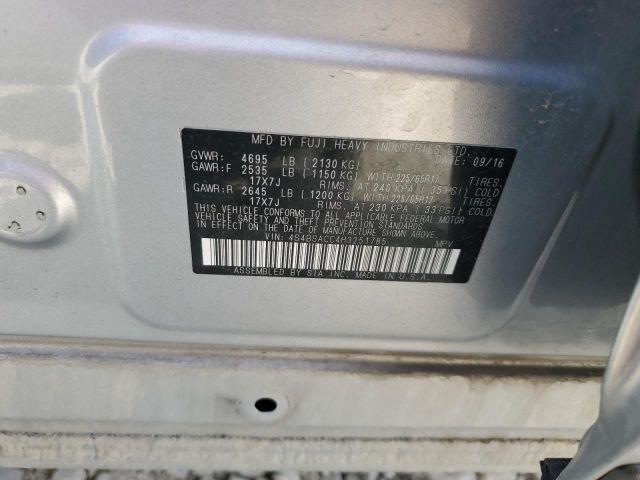 MFD BY FUJI HEAVY INDUSTRIES LTD.
GVWR: 4695 LB (2130 KG) DATE: 09/16
GAWR:F 2535 LB (1150 KG) WITH 225/65R17 TIRES.
17X7J RIMS. AT 240 KPA/ 35PSI COLD
GAWR:R 2645 LB (1200 KG) WITH 225/65R17 TIRES.
17X7J RIMS. AT 230 KPA/ 33PSI COLD
THIS VEHICLE CONFORMS TO ALL APPLICABLE FEDERAL MOTOR
VEHICLE SAFETY AND THEFT PREVENTION STANDARDS
IN EFFECT ON THE DATE OF MANUFACTURE SHOWN ABOVE.
VIN: 4S4BSACC4H3251785 MPV
ASSEMBLED BY SIA,INC. MADE IN U.S.A.